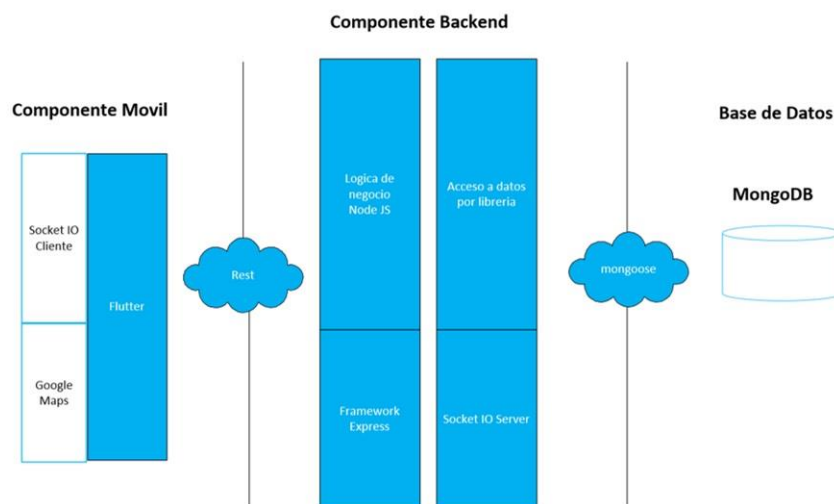 Componente Backend
Componente Movil
Base de Datos
Socket IO
Cliente
Flutter
Google
Maps
Rest
Logica de
negocio
Node JS
Acceso a datos
por libreria
Framework
Express
Socket IO Server
mongoose
MongoDB